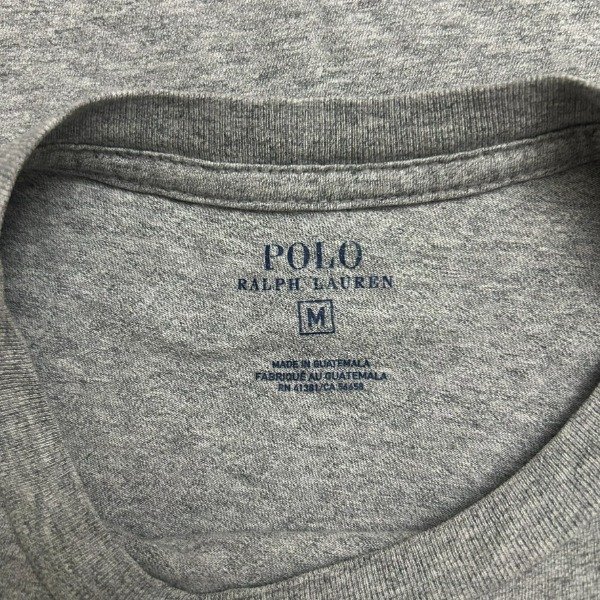 POLO
RALPH LAUREN
M
MADE IN GUATEMALA
FABRIQUÉ AU GUATEMALA
RN 41381/CA 56658